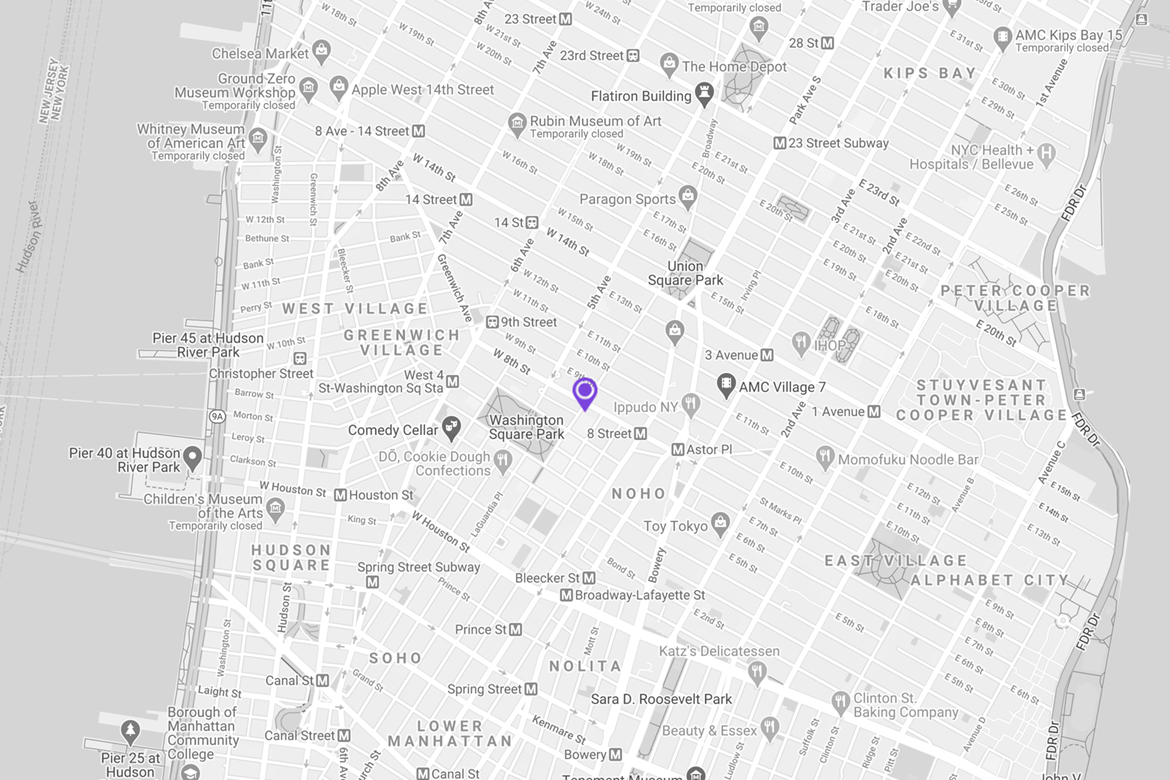 W 18th St
W 19th St
8th Ave
23 Street M
W 24th St
Temporarily closed
Trader Joe's
AMC Kips Bay 15
Temporarily closed
E 31st St
W 21st St
W 20th St
7th Ave
23rd Street
28 St M
Chelsea Market
The Home Depot
KIPS BAY
1st Avenue
NEW JERSEY
NEW YORK
Ground Zero
Museum Workshop
Temporarily closed
Apple West 14th Street
Flatiron Building
Park Ave S
E 30th St
E 29th St
Whitney Museum
of American Art
Temporarily closed
8 Ave - 14 Street M
Rubin Museum of Art
Temporarily closed
Broadway
M 23 Street Subway
NYC Health +
Hospitals / Bellevue
Washington St
Greenwich St
8th Ave
W 14th St
W 16th St
W 19th St
W 18th St
E 21st St
E 20th St
E 23rd St
E 26th St
E 25th St
FDR Dr
Hudson River
14 Street M
Paragon Sports
E 20th St
3rd Ave
2nd Ave
W 12th St
Bethune St
Bank St
7th Ave
14 St
W 15th St
W 14th St
E 17th St
E 16th St
E 22nd St
E 21st St
E 21st St
E 20th St
E 19th St
Bank St
Bleecker St
6th Ave
Union
Square Park
Irving Pl
W 11th St
Perry St
Greenwich Ave
W 12th St
W 11th St
5th Ave
E 13th St
E 15th St
E 18th St
PETER COOPER
VILLAGE
E 20th St
WEST VILLAGE
GREENWICH
VILLAGE
9th Street
W 9th St
W 8th St
E 11th St
E 10th St
E 9th
IHOP
Pier 45 at Hudson
River Park
W 10th St
Christopher Street
West 4
St-Washington Sq Sta M
3 Avenue M
AMC Village 7
STUYVESANT
TOWN-PETER
COOPER VILLAGE
9A
Barrow St
Morton St
Leroy St
Clarkson St
Comedy Cellar
Washington
Square Park
Ippudo NY
8 Street M
M Astor Pl
E 11th St
2nd Ave
1 Avenue M
FDR Dr
Avenue C
Pier 40 at Hudson
River Park
DŌ, Cookie Dough
Confections
E 10th St
Momofuku Noodle Bar
Children's Museum
of the Arts
Temporarily closed
W Houston St
M Houston St
King St
LaGuardia Pl
NOHO
St Marks Pl
E 12th St
E 11th St
E 10th St
Avenue B
E 15th St
E 14th St
E 13th St
W Houston St
Toy Tokyo
E 7th St
E 6th St
E 5th St
HUDSON
SQUARE
Spring Street Subway
M
Prince St
Bleecker St M
Bond St
Bowery
EAST VILLAGE
ALPHABET CITY
M Broadway-Lafayette St
Hudson St
Washington St
Prince St M
Mott St
E 2nd St
E 9th St
E 8th St
E 7th St
E 6th St
E 5th St
E 6th St
FDR Dr
SOHO
NOLITA
Katz's Delicatessen
Canal St M
Grand St
Spring Street M
Sara D. Roosevelt Park
Clinton St.
Baking Company
Laight St
Borough of
Manhattan
Community
College
Canal Street M
6th Ave
LOWER
MANHATTAN
Kenmare St
Beauty & Essex
Ludlow St
Clinton St
Suffolk St
Ridge St
Pitt St
Avenue D
FDR Dr
Pier 25 at
Hudson
M Canal St
Bowery M
Tenement Museum
John V